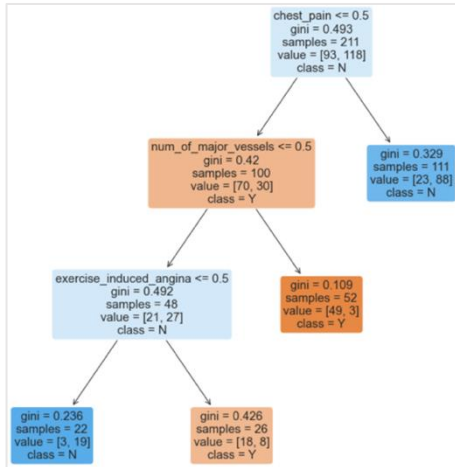 chest_pain <= 0.5
gini = 0.493
samples = 211
value = [93, 118]
class = N
num_of_major_vessels <= 0.5
gini = 0.42
samples = 100
value = [70, 30]
class = Y
gini = 0.329
samples = 111
value = [23, 88]
class = N
exercise_induced_angina <= 0.5
gini = 0.492
samples = 48
value = [21, 27]
class = N
gini = 0.109
samples = 52
value = [49, 3]
class = Y
gini = 0.236
samples = 22
value = [3, 19]
class = N
gini = 0.426
samples = 26
value = [18, 8]
class = Y